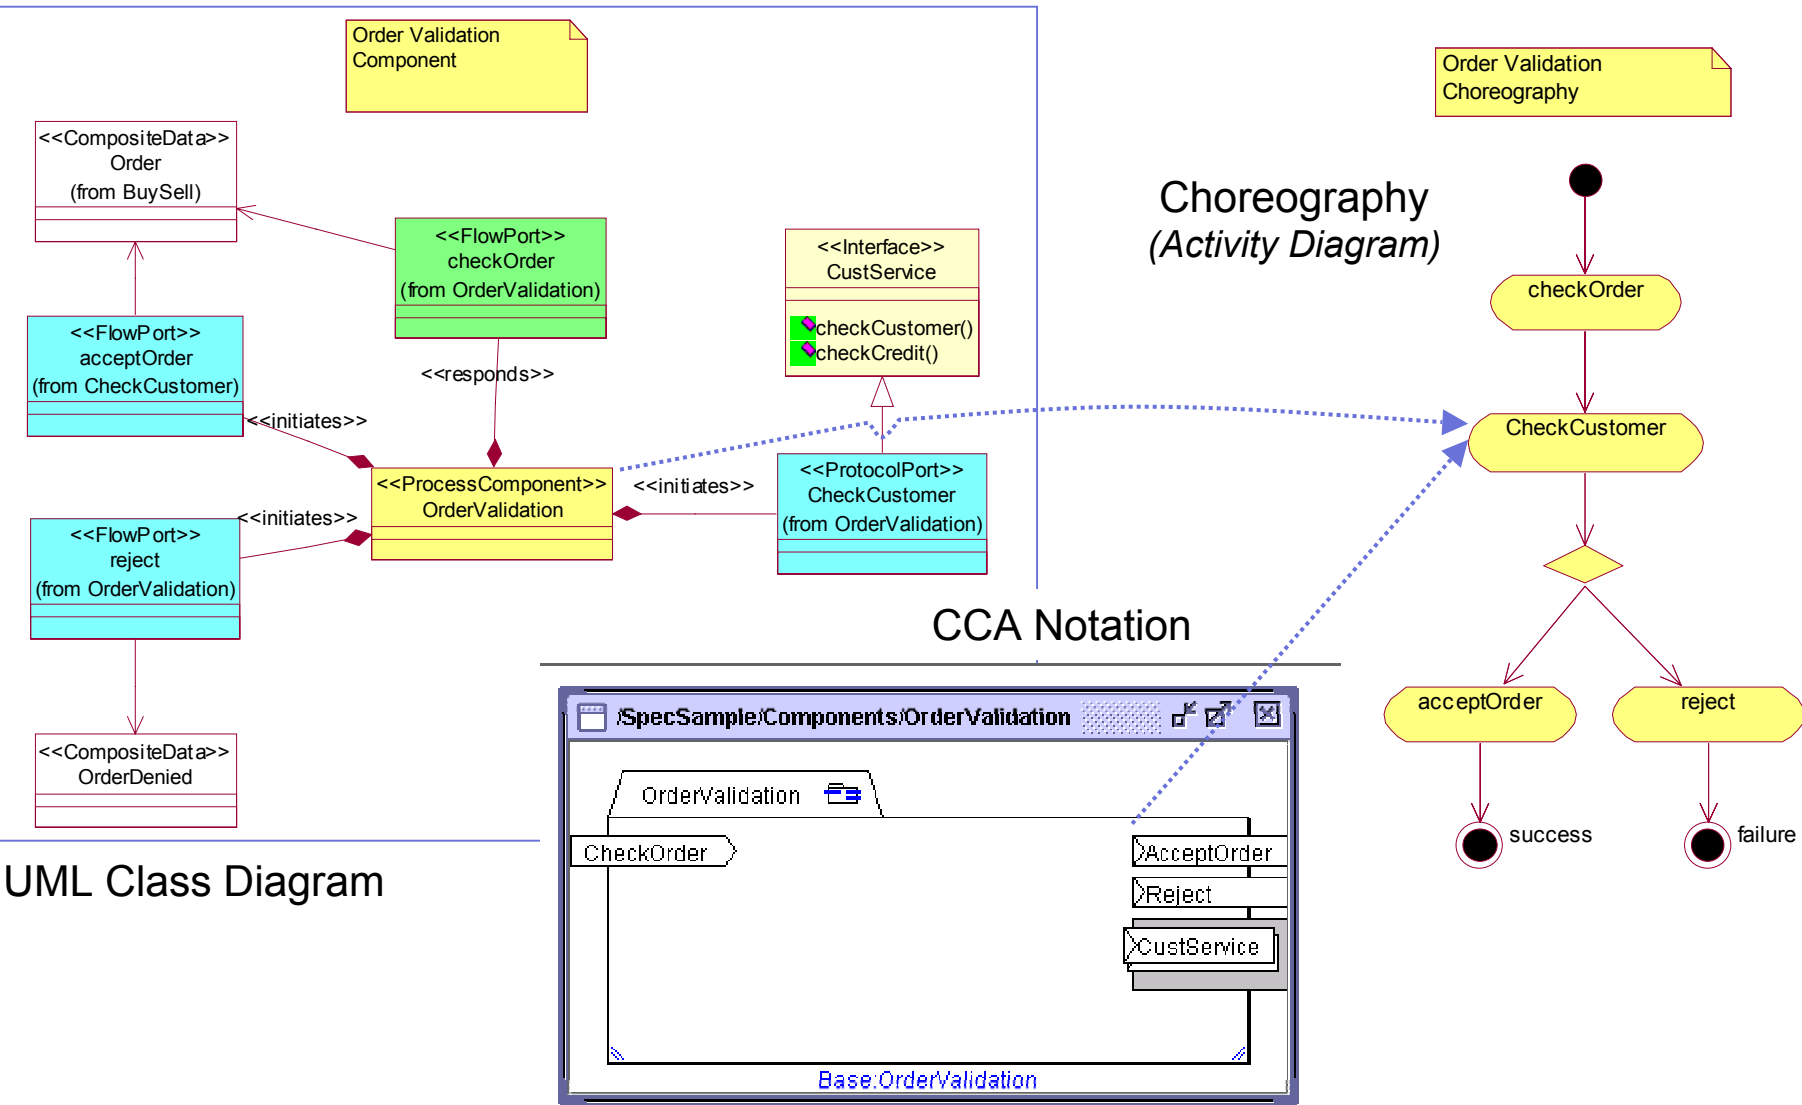 Order Validation
Component
<<CompositeData>>
Order
(from BuySell)
<<FlowPort>>
checkOrder
(from OrderValidation)
<<Interface>>
CustService
checkCustomer()
checkCredit()
<<FlowPort>>
acceptOrder
(from CheckCustomer)
<<responds>>
<<initiates>>
<<ProcessComponent>>
OrderValidation
<<initiates>>
<<ProtocolPort>>
CheckCustomer
(from OrderValidation)
<<initiates>>
<<FlowPort>>
reject
(from OrderValidation)
<<CompositeData>>
OrderDenied
UML Class Diagram
Order Validation
Choreography
Choreography
(Activity Diagram)
checkOrder
CheckCustomer
acceptOrder
reject
success
failure
CCA Notation
/SpecSample/Components/OrderValidation
OrderValidation
CheckOrder
AcceptOrder
Reject
CustService
Base:OrderValidation